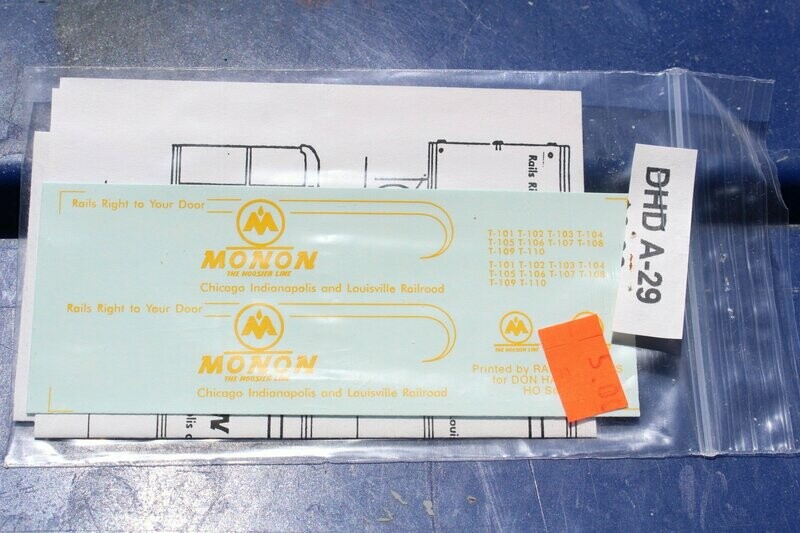 Rails Ri
Rails Right to Your Door
MONON
THE HOOSIER LINE
Chicago Indianapolis and Louisville Railroad
Rails Right to Your Door
MONON
THE HOOSIER LINE
Chicago Indianapolis and Louisville Railroad
T-101 T-102 T-103 T-104
T-105 T-106 T-107 T-108
T-109 T-110
T-101 T-102 T-103 T-104
T-105 T-106 T-107 T-108
T-109 T-110
MONON
THE HOOSIER LINE
Printed by
for DON
HO
DHD A-29